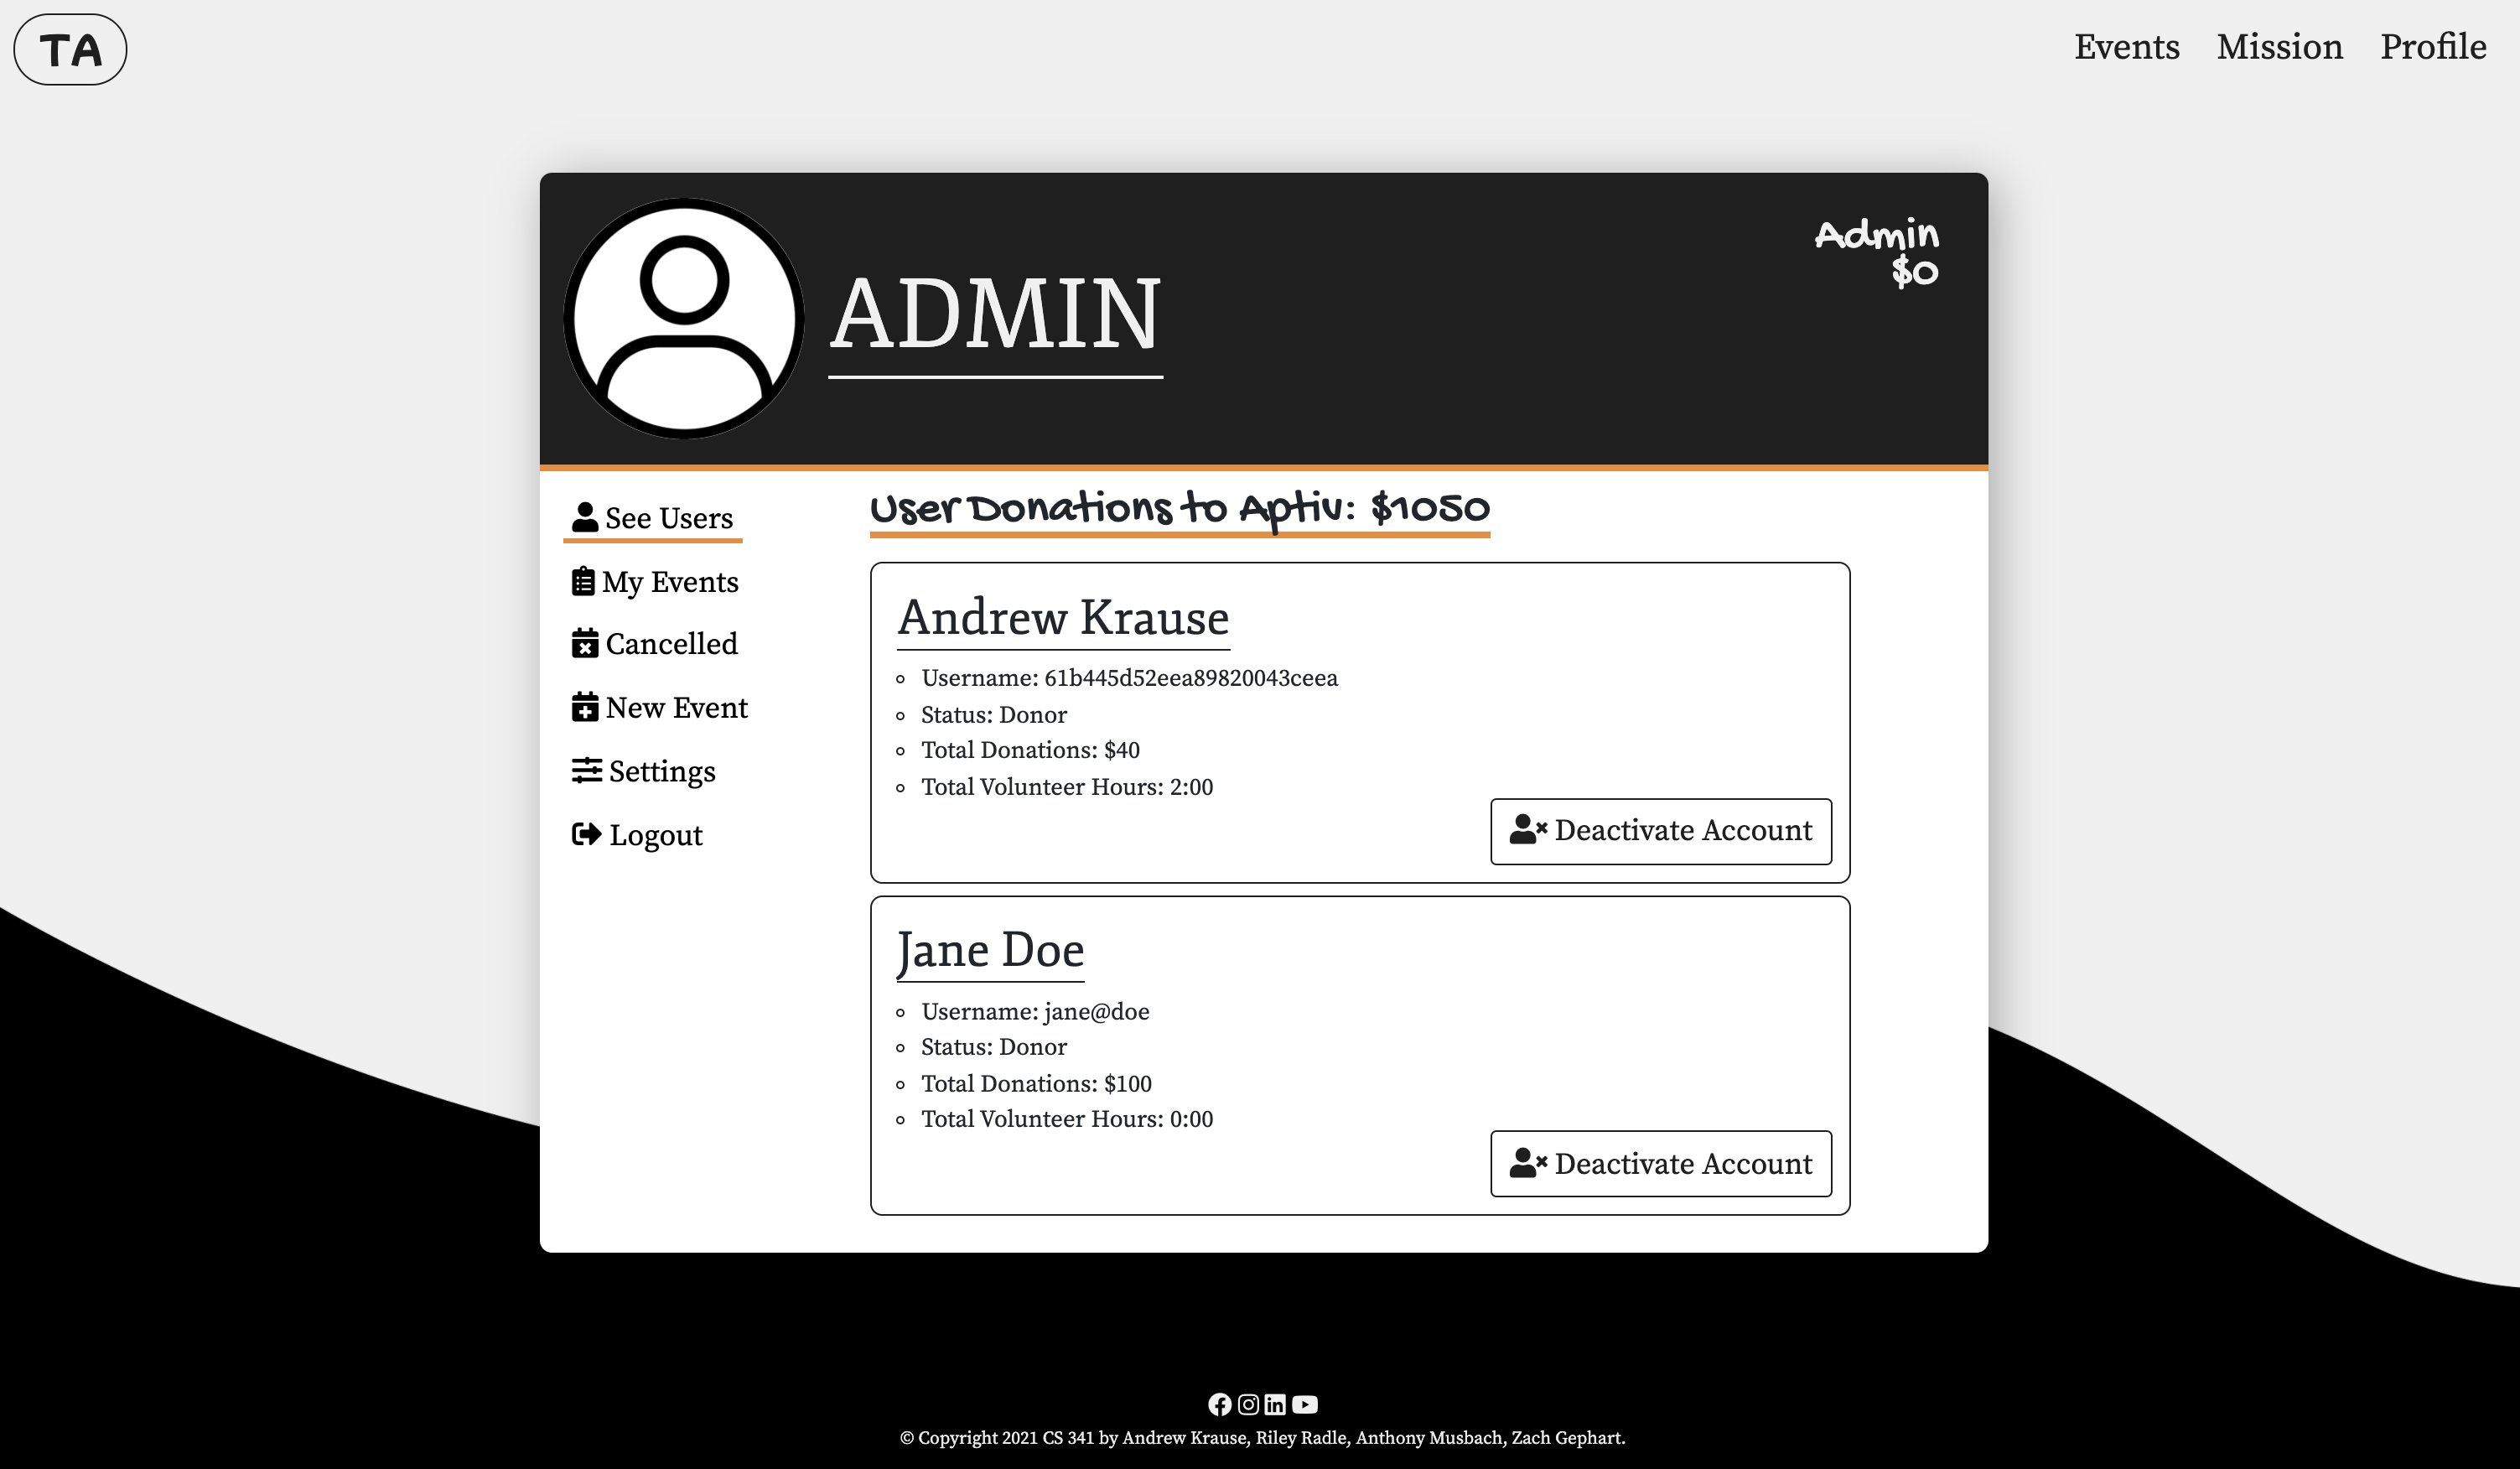 TA
Events Mission Profile
ADMIN
Admin
$0
See Users
My Events
Cancelled
New Event
Settings
Logout
User Donations to Aptiv: $1050
Andrew Krause
Username: 61b445d52eea89820043ceea
Status: Donor
Total Donations: $40
Total Volunteer Hours: 2:00
Deactivate Account
Jane Doe
Username: jane@doe
Status: Donor
Total Donations: $100
Total Volunteer Hours: 0:00
Deactivate Account
© Copyright 2021 CS 341 by Andrew Krause, Riley Radle, Anthony Musbach, Zach Gephart.